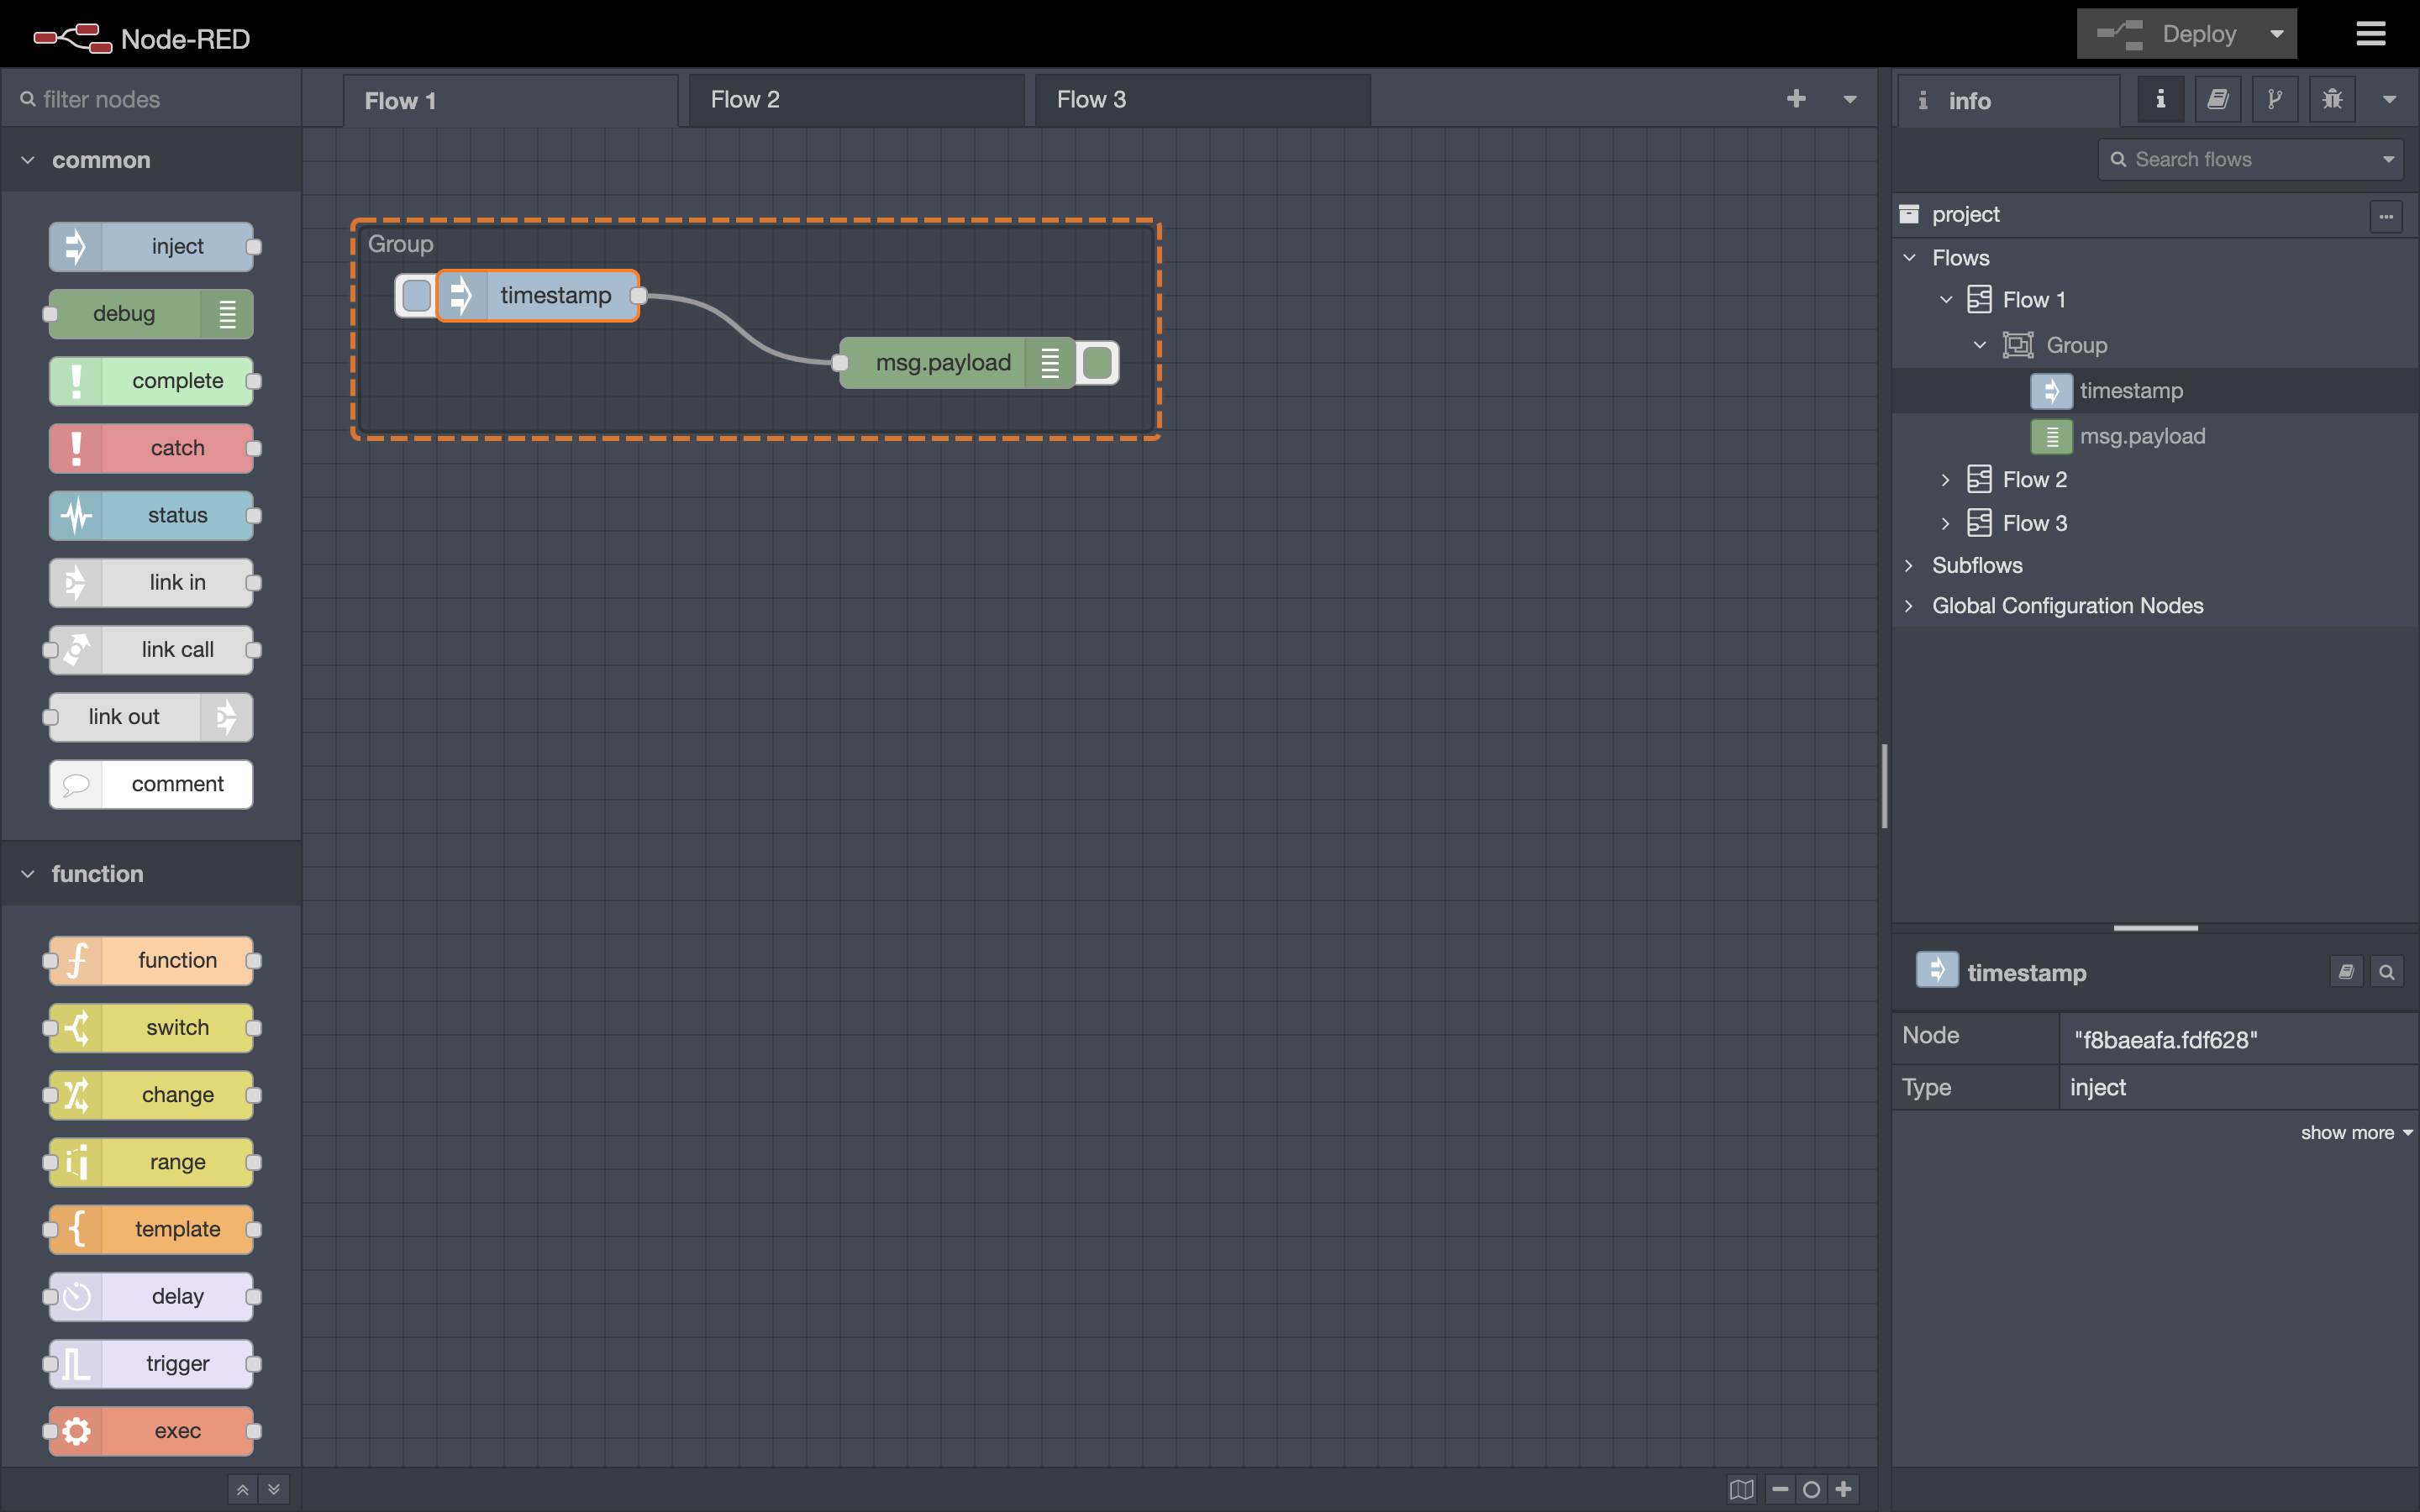 Node-RED
Deploy
filter nodes
Flow 1
Flow 2
Flow 3
info
Search flows
common
inject
debug
complete
catch
status
link in
link call
link out
comment
function
function
switch
change
range
template
delay
trigger
exec
Group
timestamp
msg.payload
project
Flows
Flow 1
Group
timestamp
msg.payload
Flow 2
Flow 3
Subflows
Global Configuration Nodes
timestamp
Node "f8baeafa.fdf628"
Type inject
show more